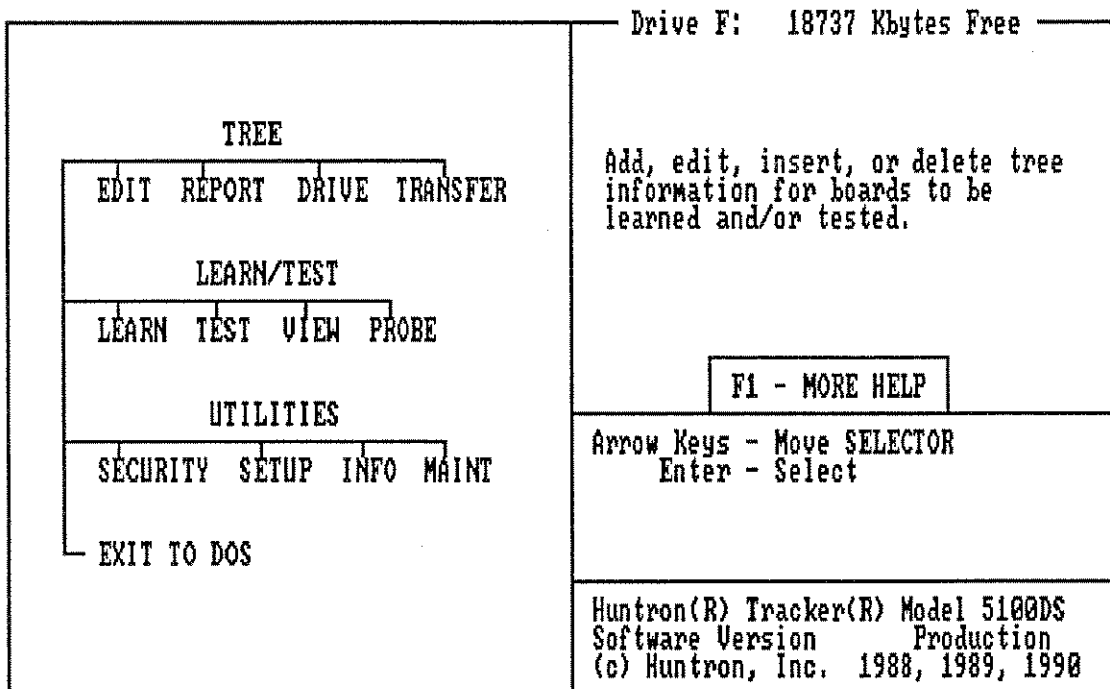 Drive F: 18737 Kbytes Free
TREE
EDIT REPORT DRIVE TRANSFER
LEARN/TEST
LEARN TEST VIEW PROBE
UTILITIES
SECURITY SETUP INFO MAINT
EXIT TO DOS
Add, edit, insert, or delete tree
information for boards to be
learned and/or tested.
F1 - MORE HELP
Arrow Keys - Move SELECTOR
Enter - Select
Huntron(R) Tracker(R) Model 5100DS
Software Version Production
(c) Huntron, Inc. 1988, 1989, 1990